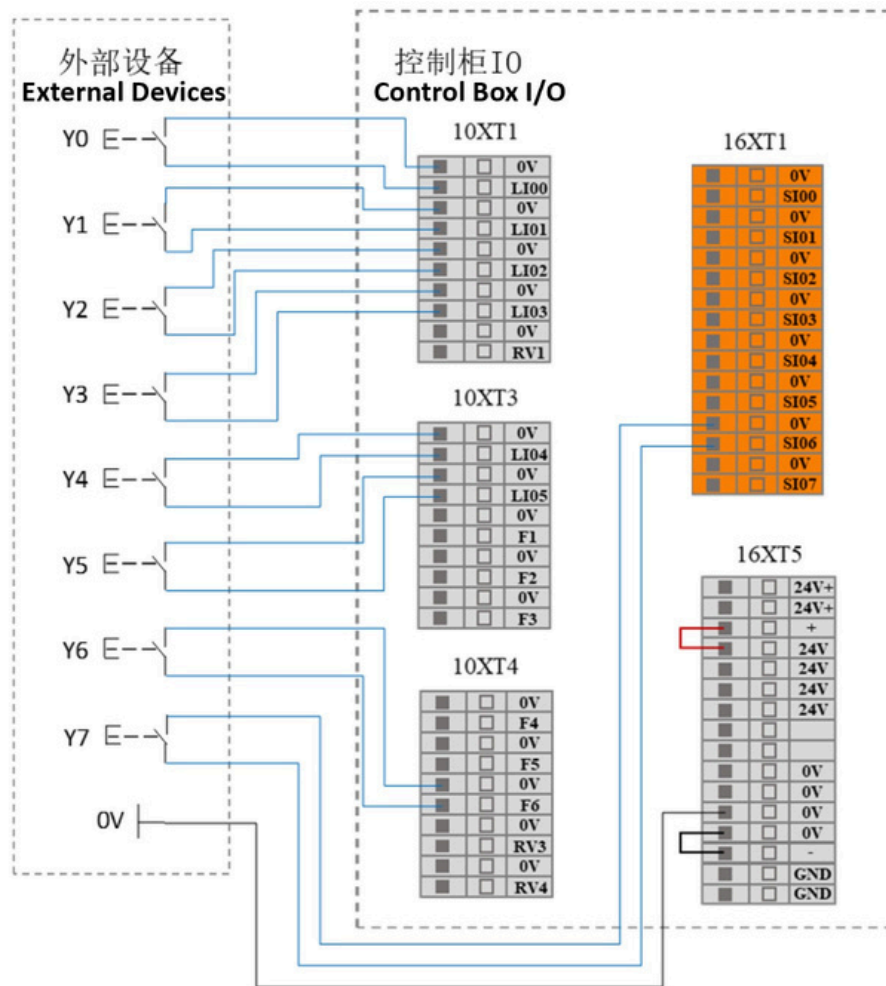 外部设备
External Devices
Y0
Y1
Y2
Y3
Y4
Y5
Y6
Y7
0V
控制柜IO
Control Box I/O
10XT1
0V
LI00
0V
LI01
0V
LI02
0V
LI03
0V
RV1
10XT3
0V
LI04
0V
LI05
0V
F1
0V
F2
0V
F3
10XT4
0V
F4
0V
F5
0V
F6
0V
RV3
0V
RV4
16XT1
0V
SI00
0V
SI01
0V
SI02
0V
SI03
0V
SI04
0V
SI05
0V
SI06
0V
SI07
16XT5
24V+
24V+
+
24V
24V
24V
24V
0V
0V
0V
0V
-
GND
GND